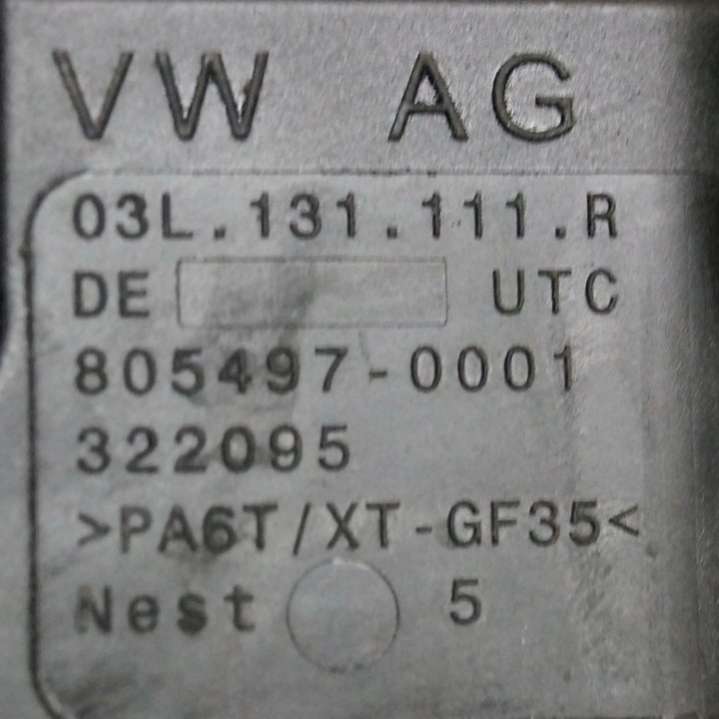 VW AG
03L.131.111.R
DE UTC
805497-0001
322095
>PA6T/XT-GF35<
Nest 5